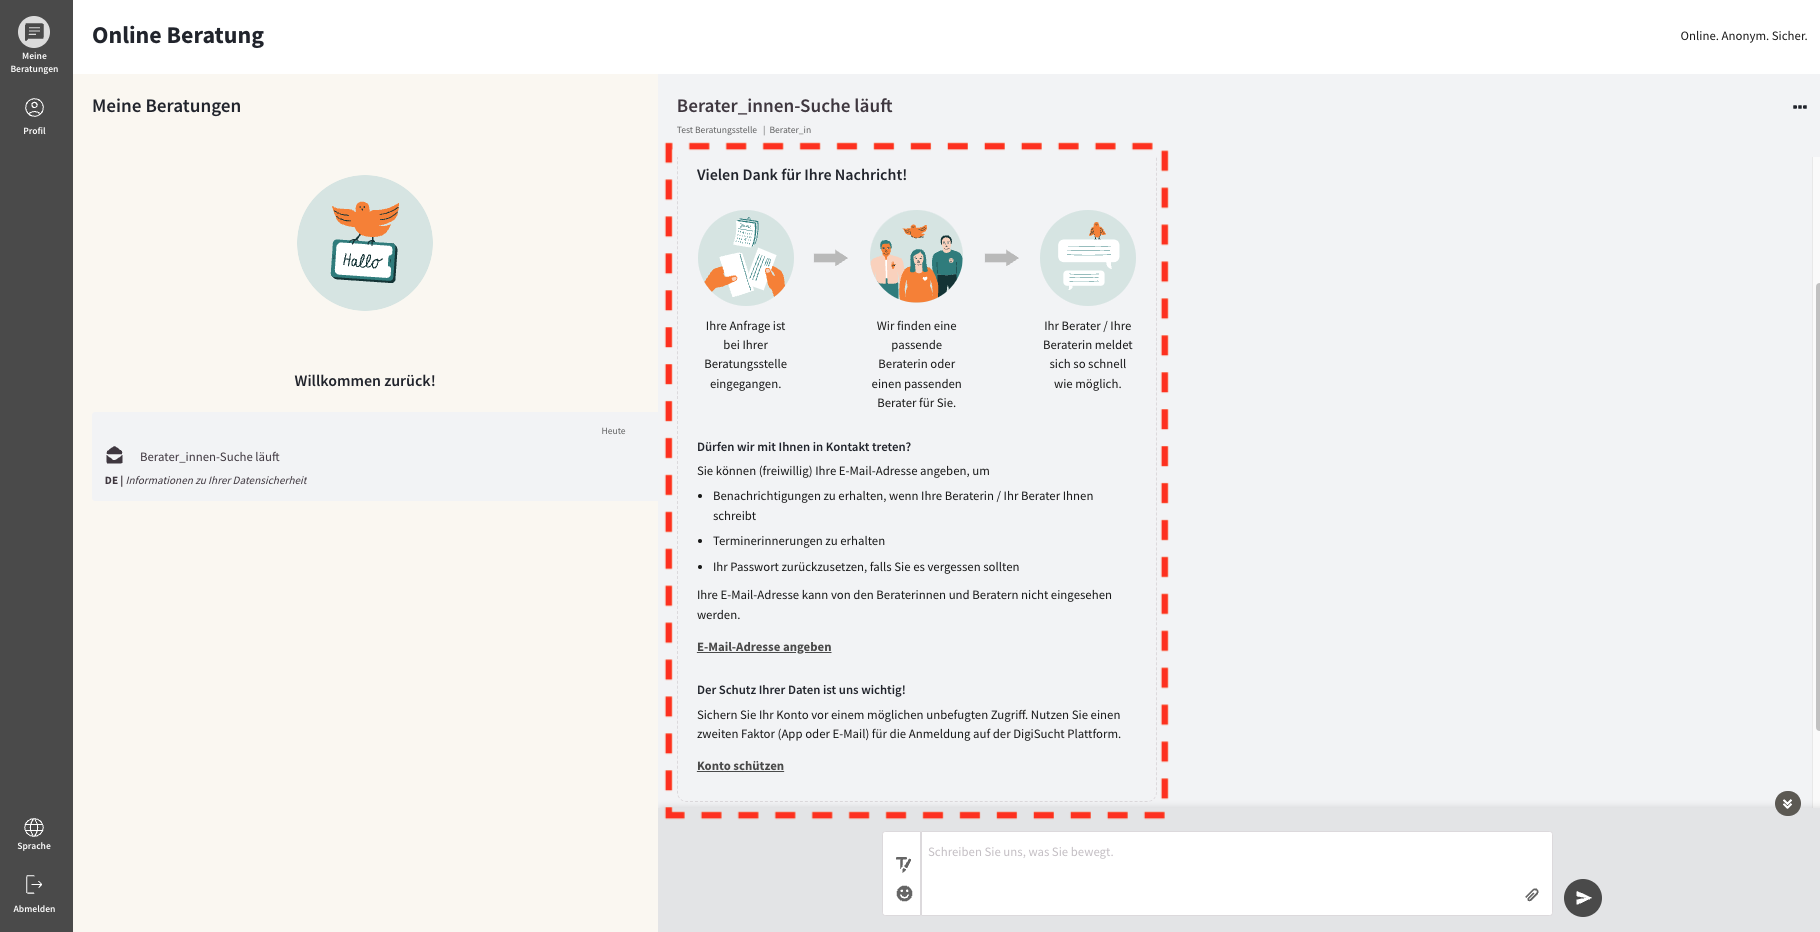 Meine
Beratungen
Profil
Sprache
Abmelden
Online Beratung
Online. Anonym. Sicher.
Meine Beratungen
Hallo
Willkommen zurück!
Heute
Berater_innen-Suche läuft
DE | Informationen zu Ihrer Datensicherheit
Berater_innen-Suche läuft
Test Beratungsstelle | Berater_in
Vielen Dank für Ihre Nachricht!
Ihre Anfrage ist
bei Ihrer
Beratungsstelle
eingegangen.
Wir finden eine
passende
Beraterin oder
einen passenden
Berater für Sie.
Ihr Berater / Ihre
Beraterin meldet
sich so schnell
wie möglich.
Dürfen wir mit Ihnen in Kontakt treten?
Sie können (freiwillig) Ihre E-Mail-Adresse angeben, um
• Benachrichtigungen zu erhalten, wenn Ihre Beraterin / Ihr Berater Ihnen
schreibt
• Terminerinnerungen zu erhalten
• Ihr Passwort zurückzusetzen, falls Sie es vergessen sollten
Ihre E-Mail-Adresse kann von den Beraterinnen und Beratern nicht eingesehen
werden.
E-Mail-Adresse angeben
Der Schutz Ihrer Daten ist uns wichtig!
Sichern Sie Ihr Konto vor einem möglichen unbefugten Zugriff. Nutzen Sie einen
zweiten Faktor (App oder E-Mail) für die Anmeldung auf der DigiSucht Plattform.
Konto schützen
Schreiben Sie uns, was Sie bewegt.